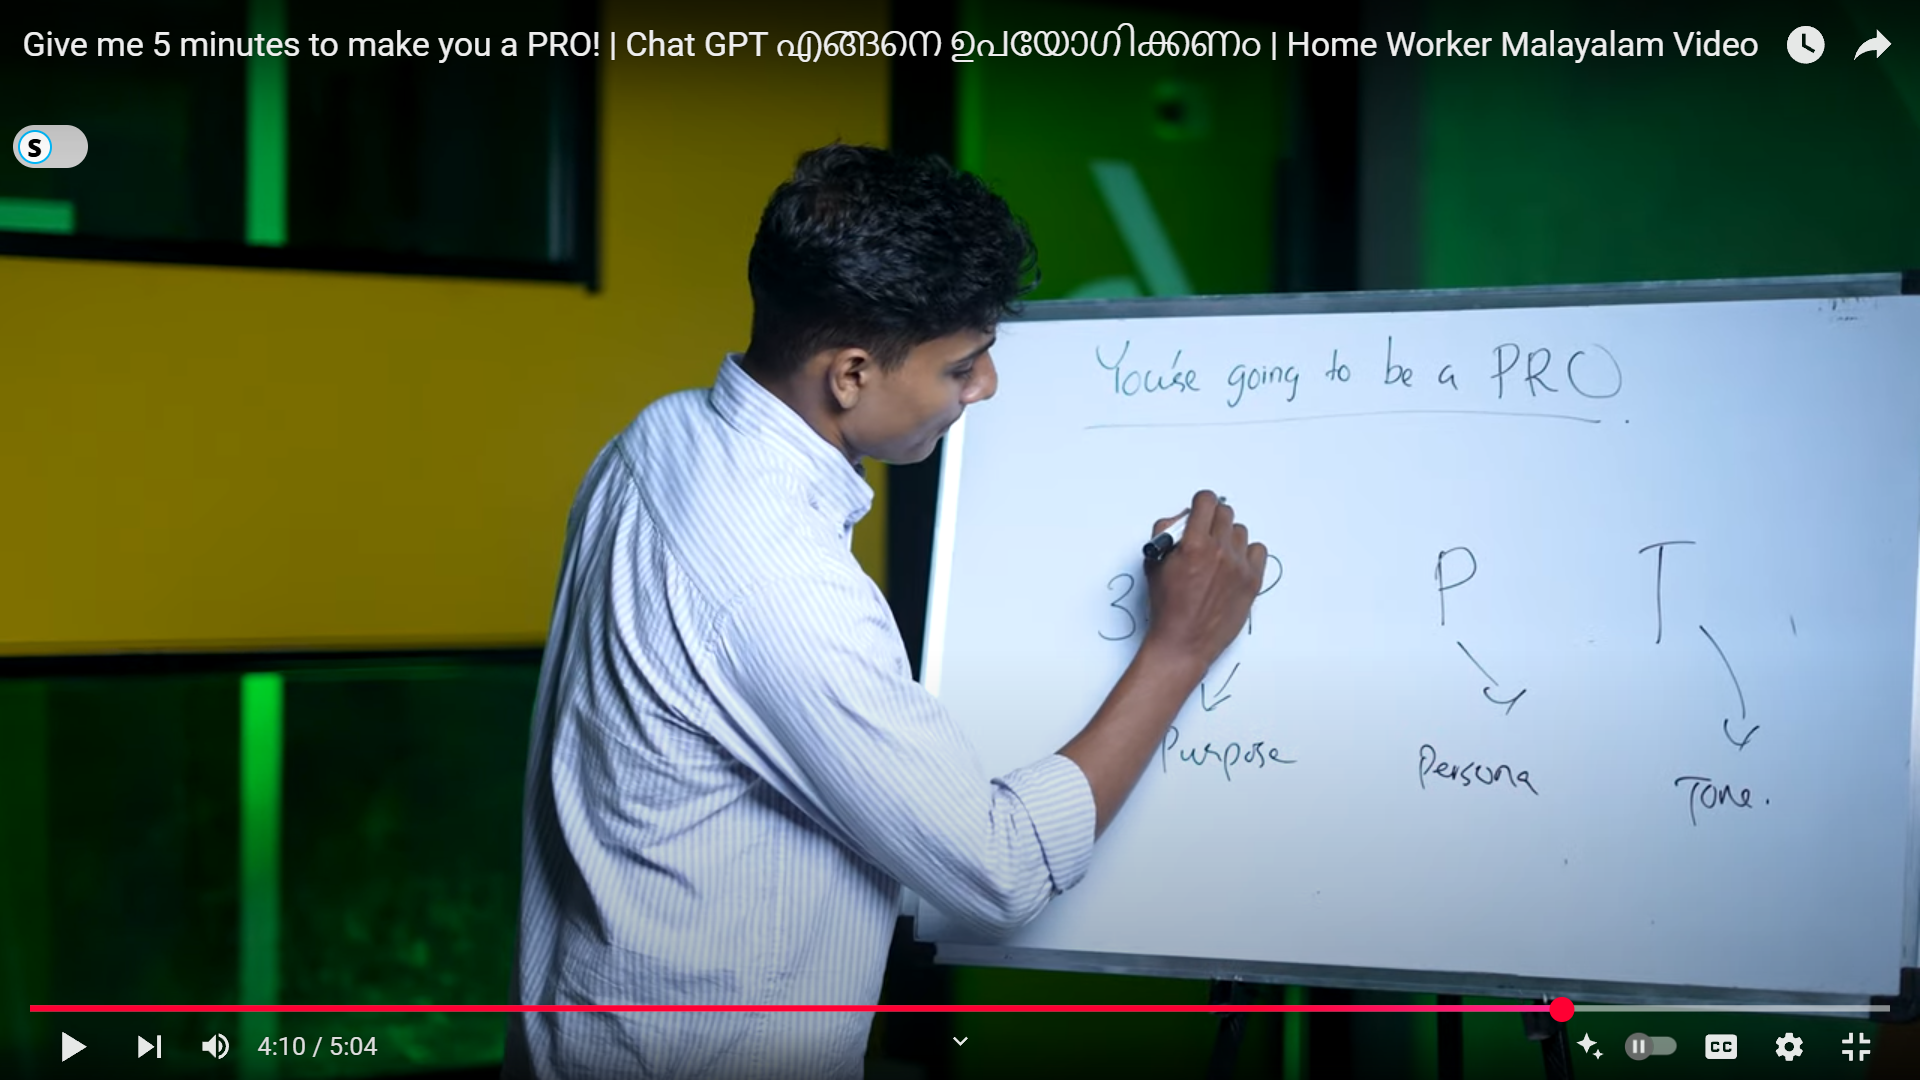 Give me 5 minutes to make you a PRO! | Chat GPT എങ്ങനെ ഉപയോഗിക്കണം | Home Worker Malayalam Video
S
You're going to be a PRO.
3 P P T
Purpose Persona Tone.
4:10 / 5:04
CC